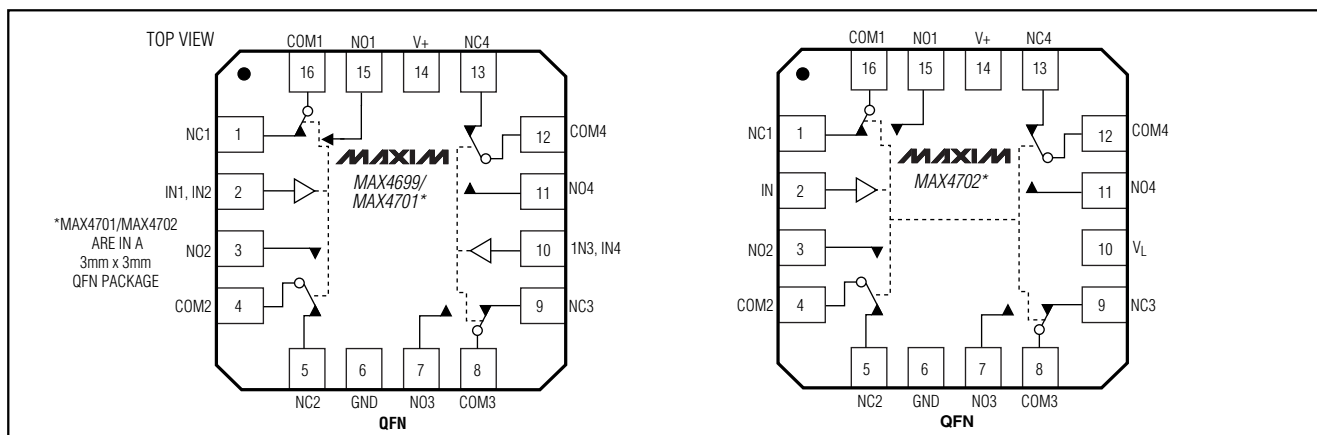 TOP VIEW
COM1 NO1 V+ NC4
16 15 14 13
NC1 1
12 COM4
MAXIM
IN1, IN2 2
MAX4699/
MAX4701*
11 NO4
*MAX4701/MAX4702
ARE IN A
3mm x 3mm
QFN PACKAGE
NO2 3
10 1N3, IN4
COM2 4
9 NC3
5 6 7 8
NC2 GND NO3 COM3
QFN
COM1 NO1 V+ NC4
16 15 14 13
NC1 1
12 COM4
MAXIM
IN 2
MAX4702*
11 NO4
NO2 3
10 VL
COM2 4
9 NC3
5 6 7 8
NC2 GND NO3 COM3
QFN